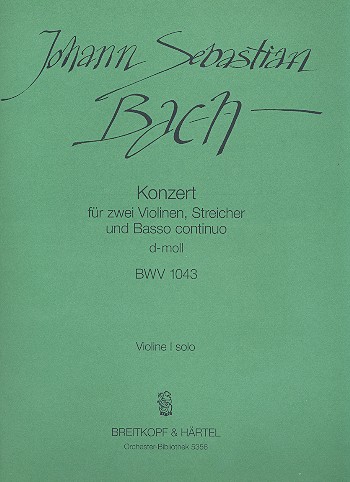 Johann Sebastian
Bach
Konzert
für zwei Violinen, Streicher
und Basso continuo
d-moll
BWV 1043
Violine I solo
BREITKOPF & HÄRTEL
Orchester-Bibliothek 5356